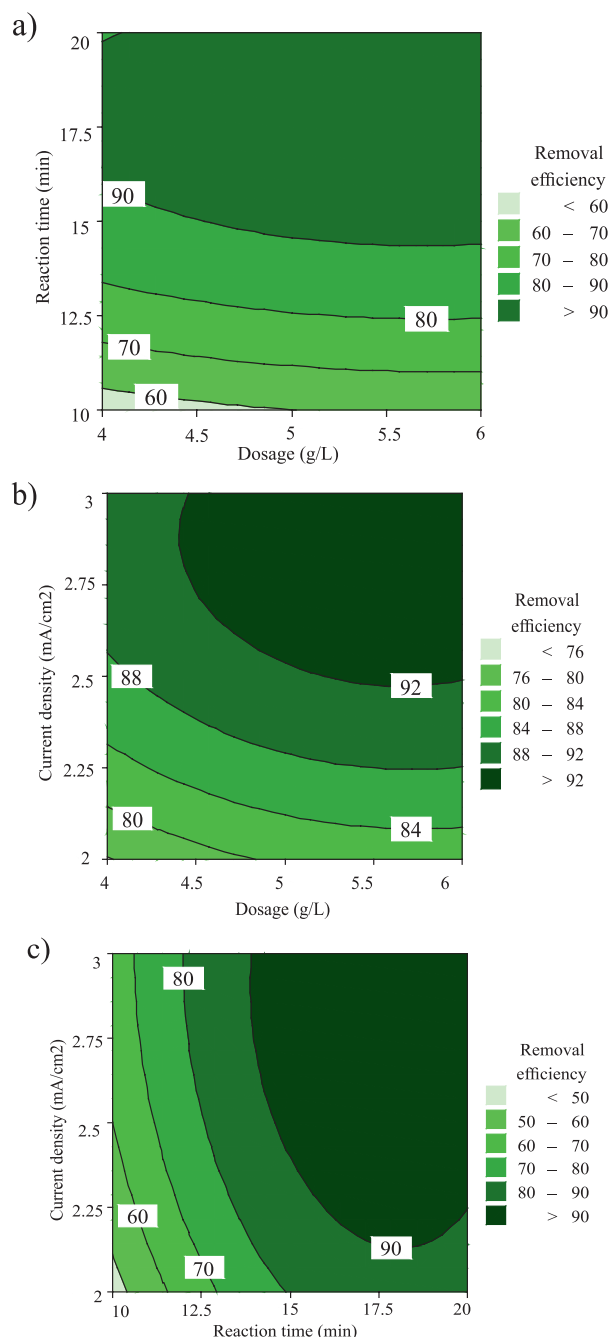 a)
20
17.5
15
12.5
10
Reaction time (min)
90
80
70
60
4
4.5
5
5.5
6
Dosage (g/L)
Removal
efficiency
< 60
60 – 70
70 – 80
80 – 90
> 90
b)
3
2.75
2.5
2.25
2
Current density (mA/cm2)
88
92
80
84
4
4.5
5
5.5
6
Dosage (g/L)
Removal
efficiency
< 76
76 – 80
80 – 84
84 – 88
88 – 92
> 92
c)
3
2.75
2.5
2.25
2
Current density (mA/cm2)
80
60
70
90
10
12.5
15
17.5
20
Reaction time (min)
Removal
efficiency
< 50
50 – 60
60 – 70
70 – 80
80 – 90
> 90